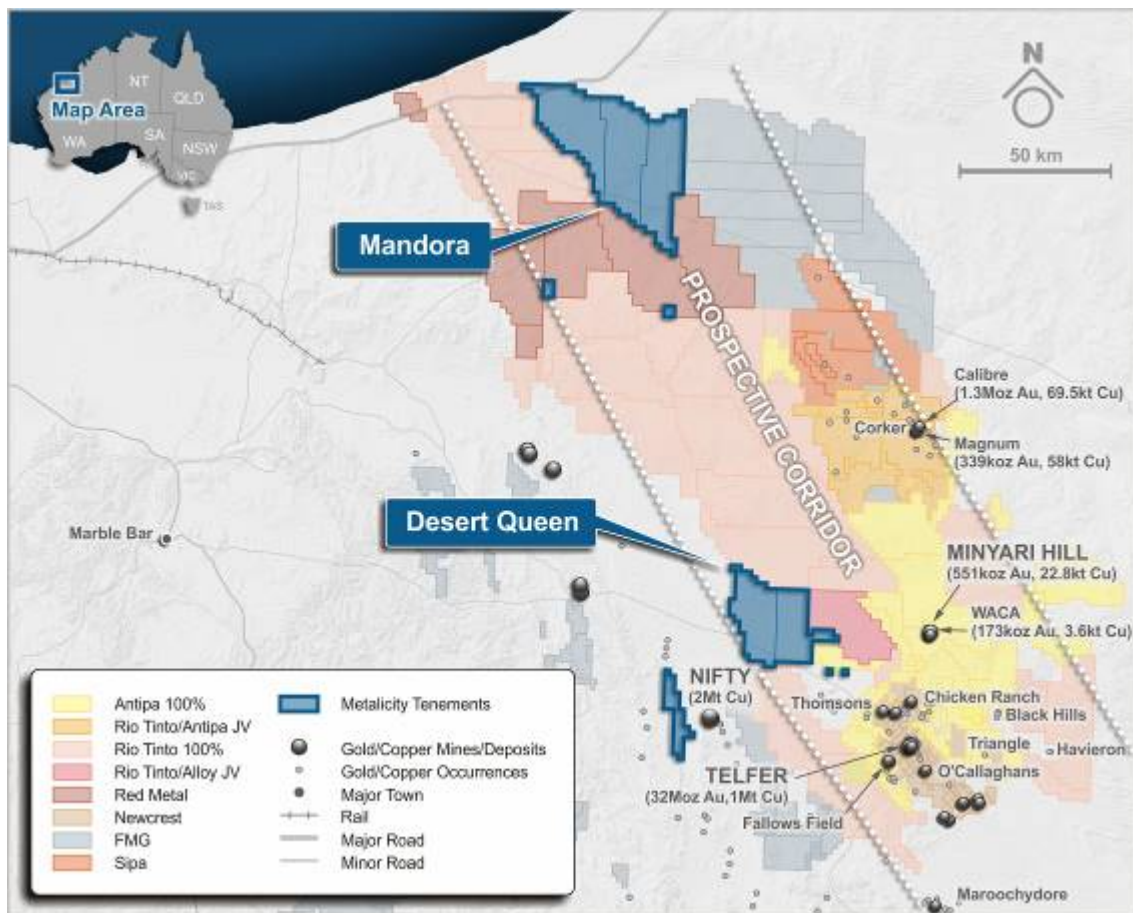 NT
QLD
Map Area
WA
SA
NSW
VIC
TAS
N
50 km
Mandora
PROSPECTIVE CORRIDOR
Calibre
(1.3Moz Au, 69.5kt Cu)
Corker
Magnum
(339koz Au, 58kt Cu)
Desert Queen
Marble Bar
MINYARI HILL
(551koz Au, 22.8kt Cu)
WACA
(173koz Au, 3.6kt Cu)
NIFTY
(2Mt Cu)
Thomsons
Chicken Ranch
Black Hills
Triangle
Havieron
TELFER
(32Moz Au,1Mt Cu)
O'Callaghans
Fallows Field
Maroochydore
Antipa 100%
Rio Tinto/Antipa JV
Rio Tinto 100%
Rio Tinto/Alloy JV
Red Metal
Newcrest
FMG
Sipa
Metalicity Tenements
Gold/Copper Mines/Deposits
Gold/Copper Occurrences
Major Town
Rail
Major Road
Minor Road